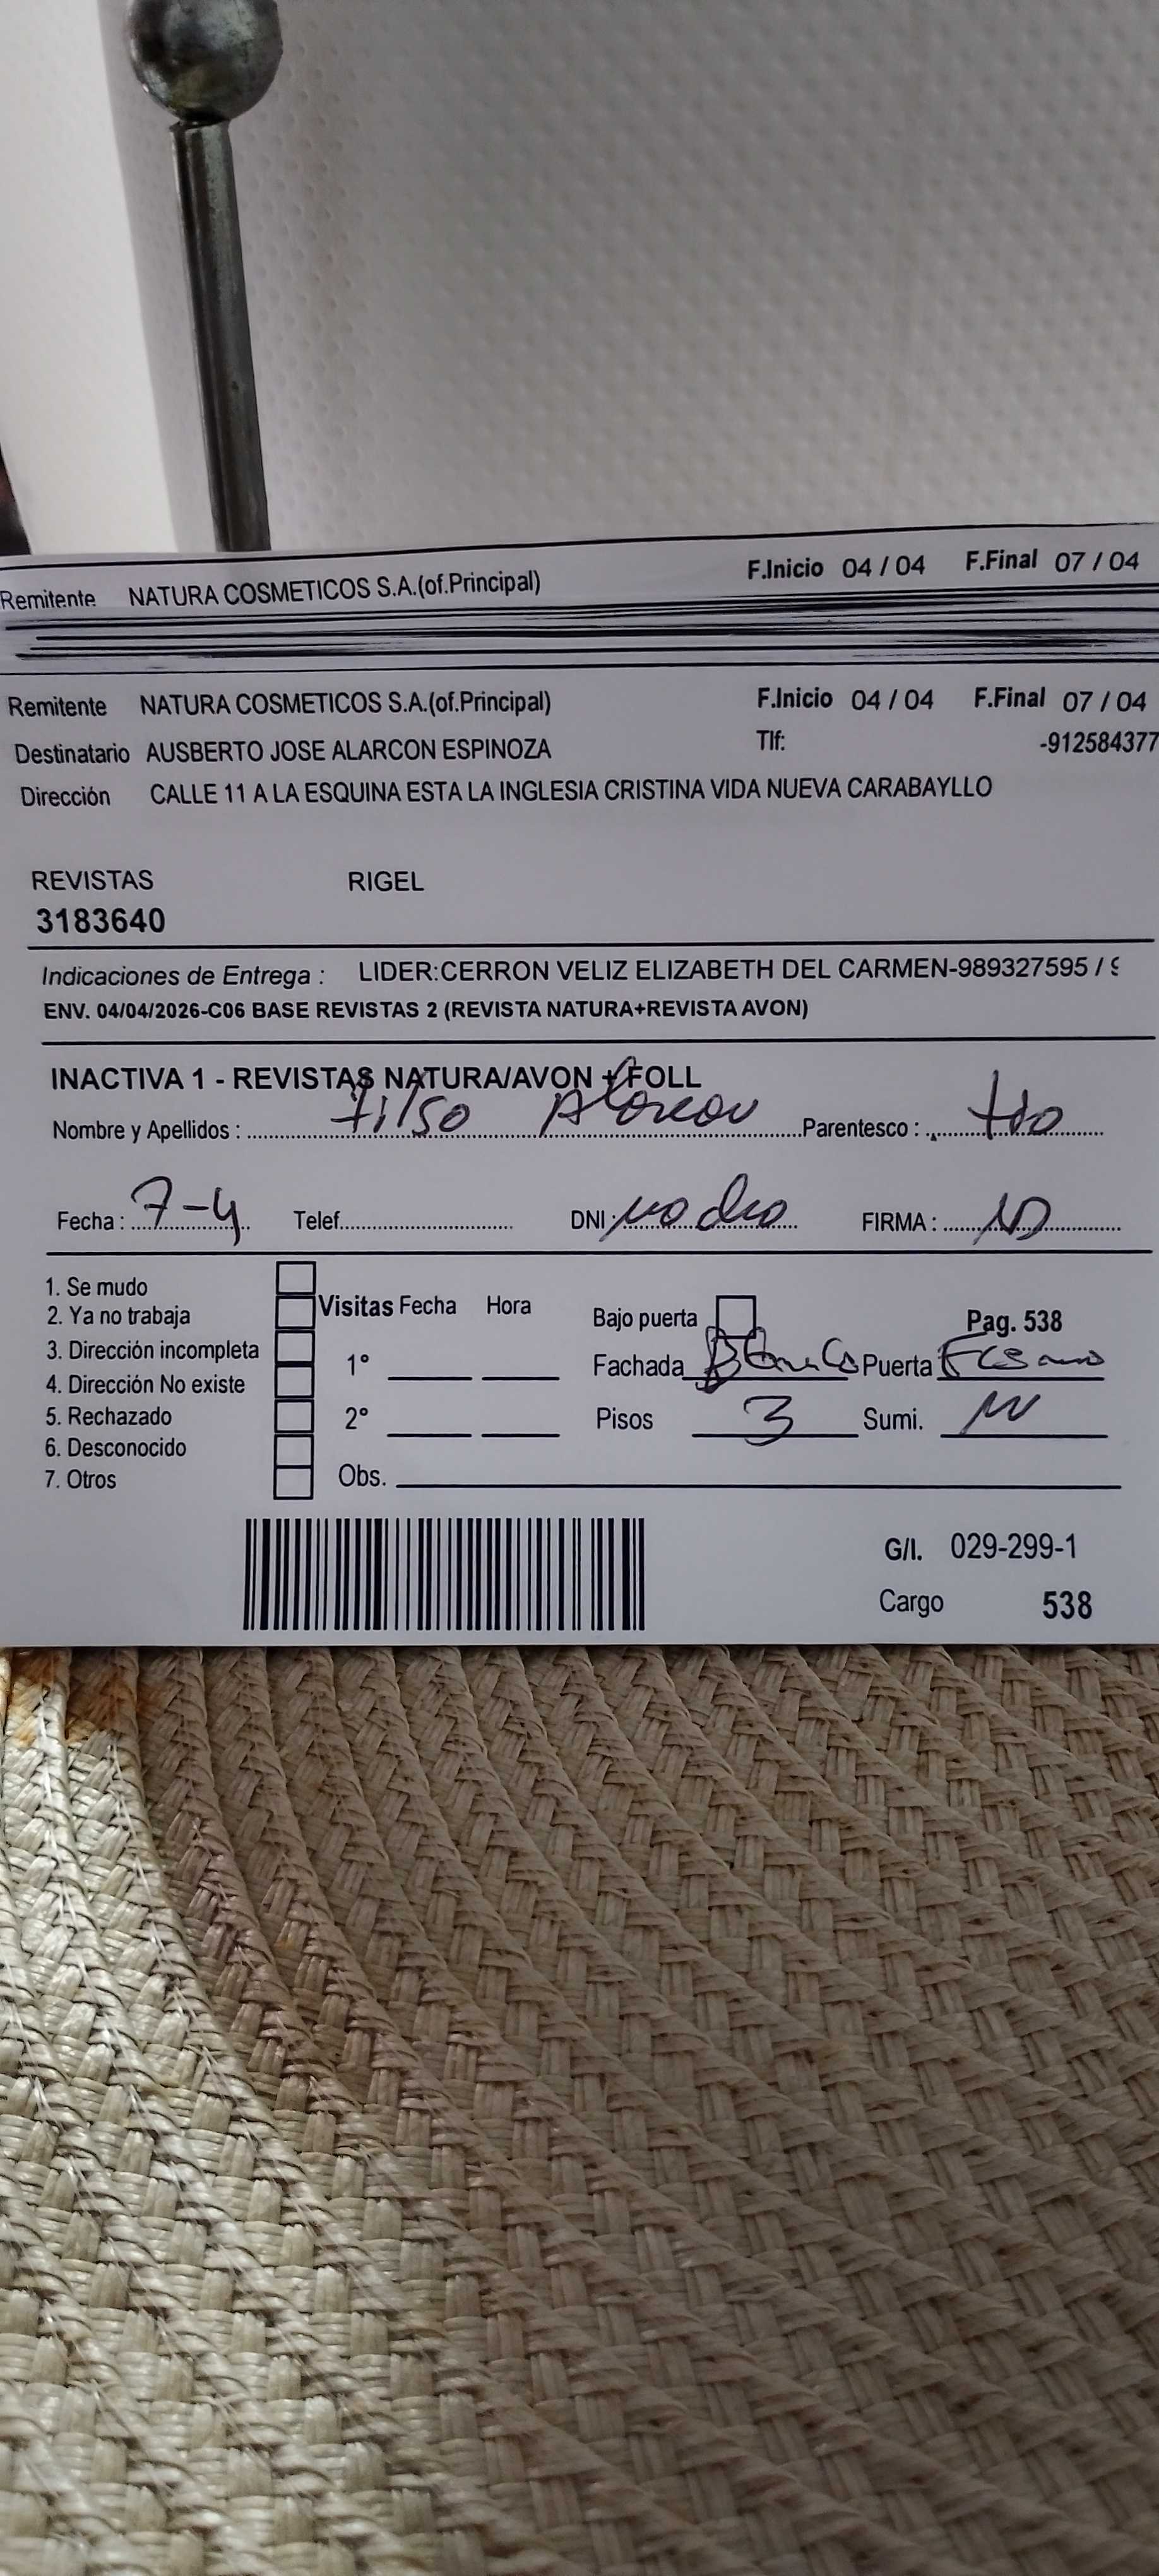 Remitente NATURA COSMETICOS S.A.(of.Principal) F.Inicio 04 / 04 F.Final 07 / 04
Remitente NATURA COSMETICOS S.A.(of.Principal) F.Inicio 04 / 04 F.Final 07 / 04
Destinatario AUSBERTO JOSE ALARCON ESPINOZA Tlf: -912584377
Dirección CALLE 11 A LA ESQUINA ESTA LA INGLESIA CRISTINA VIDA NUEVA CARABAYLLO
REVISTAS RIGEL
3183640
Indicaciones de Entrega : LIDER:CERRON VELIZ ELIZABETH DEL CARMEN-989327595 /
ENV. 04/04/2026-C06 BASE REVISTAS 2 (REVISTA NATURA+REVISTA AVON)
INACTIVA 1 - REVISTAS NATURA/AVON + FOLL
Nombre y Apellidos : Alarcon Parentesco : tio
Fecha : 7-4 Telef. DNI: no dio FIRMA :
1. Se mudo
2. Ya no trabaja Visitas Fecha Hora Bajo puerta Pag. 538
3. Dirección incompleta 1° Fachada Blanco Puerta
4. Dirección No existe
5. Rechazado 2° Pisos 3 Sumi.
6. Desconocido
7. Otros Obs.
G/I. 029-299-1
Cargo 538